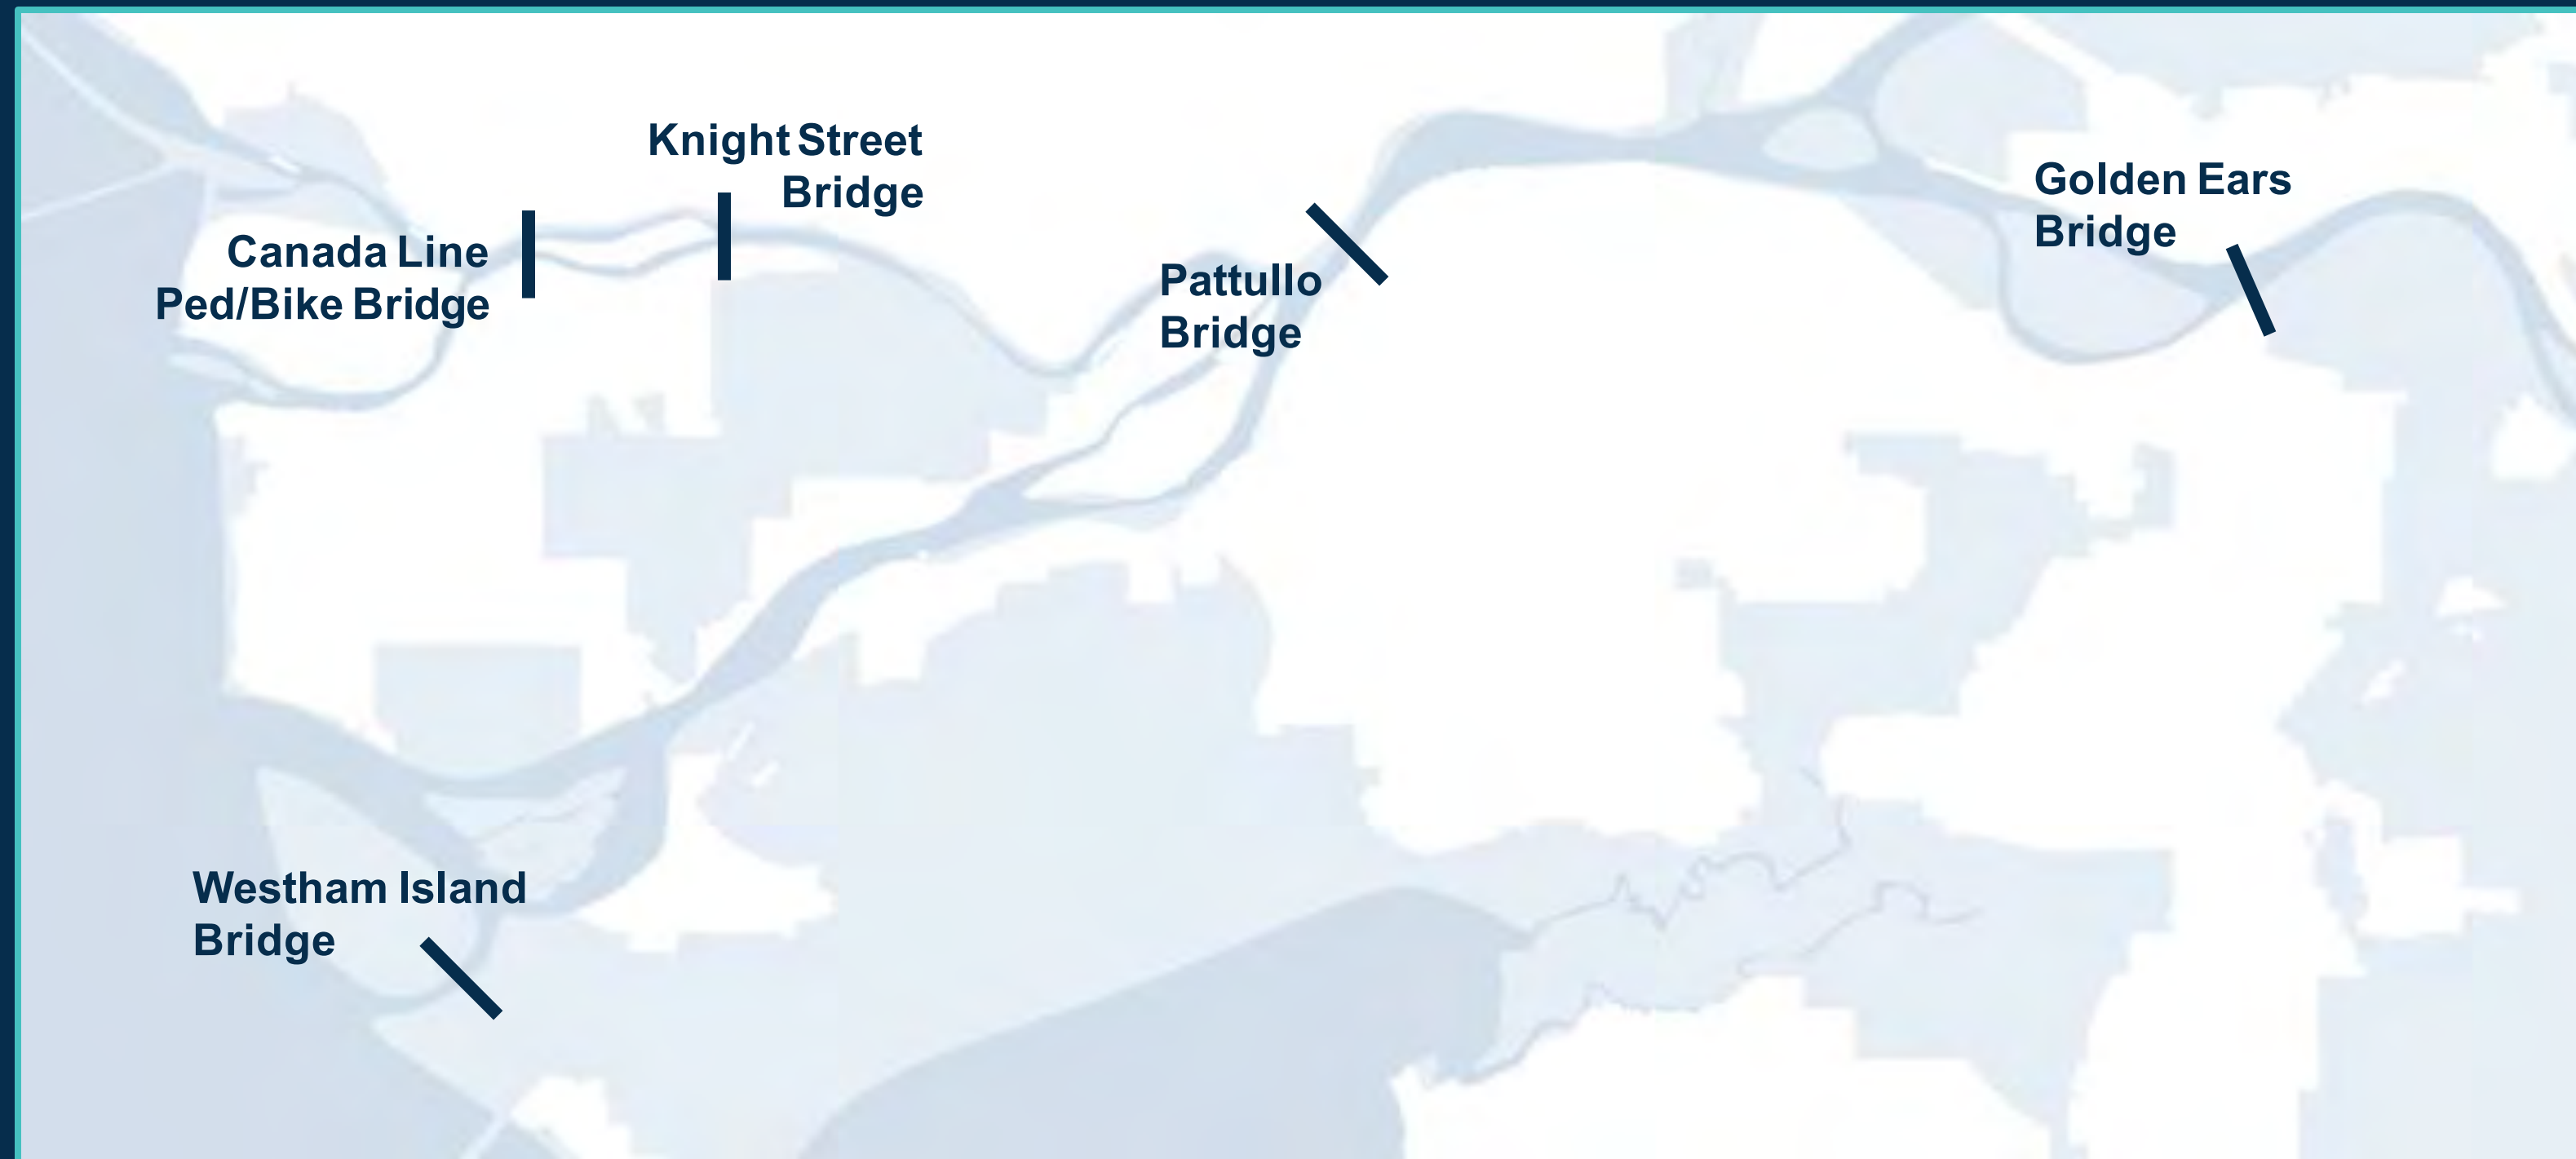 Knight Street
Bridge
Golden Ears
Bridge
Canada Line
Ped/Bike Bridge
Pattullo
Bridge
Westham Island
Bridge